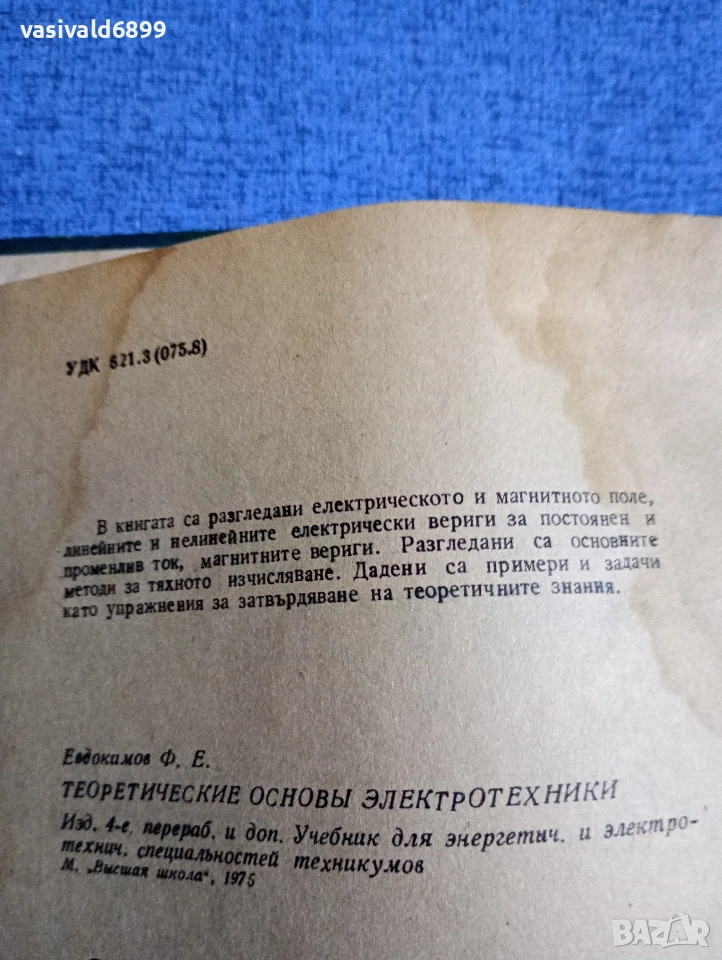 vasivald6899
УДК 621.3 (075.8)
В книгата са разгледани електрическото и магнитното поле,
линейните и нелинейните електрически вериги за постоянен и
променлив ток, магнитните вериги. Разгледани са основните
методи за тяхното изчисляване. Дадени са примери и задачи
като упражнения за затвърдяване на теоретичните знания.
Евдокимов Ф. Е.
ТЕОРЕТИЧЕСКИЕ ОСНОВЫ ЭЛЕКТРОТЕХНИКИ
Изд. 4-е, перераб. и доп. Учебник для энергетич. и электро-
технич. специальностей техникумов
М. „Высшая школа“, 1975
BAZAR